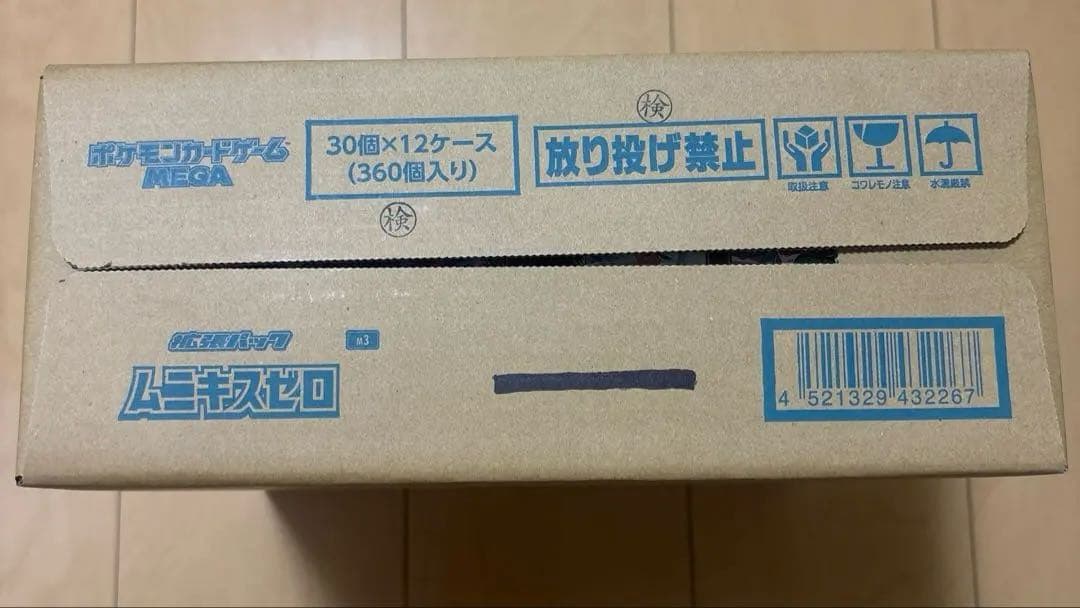 検
ポケモンカードゲーム
MEGA
30個×12ケース
(360個入り)
放り投げ禁止
取扱注意
コワレモノ注意
水濡厳禁
検
拡張パック
M3
ムニキスゼロ
4 521329 432267